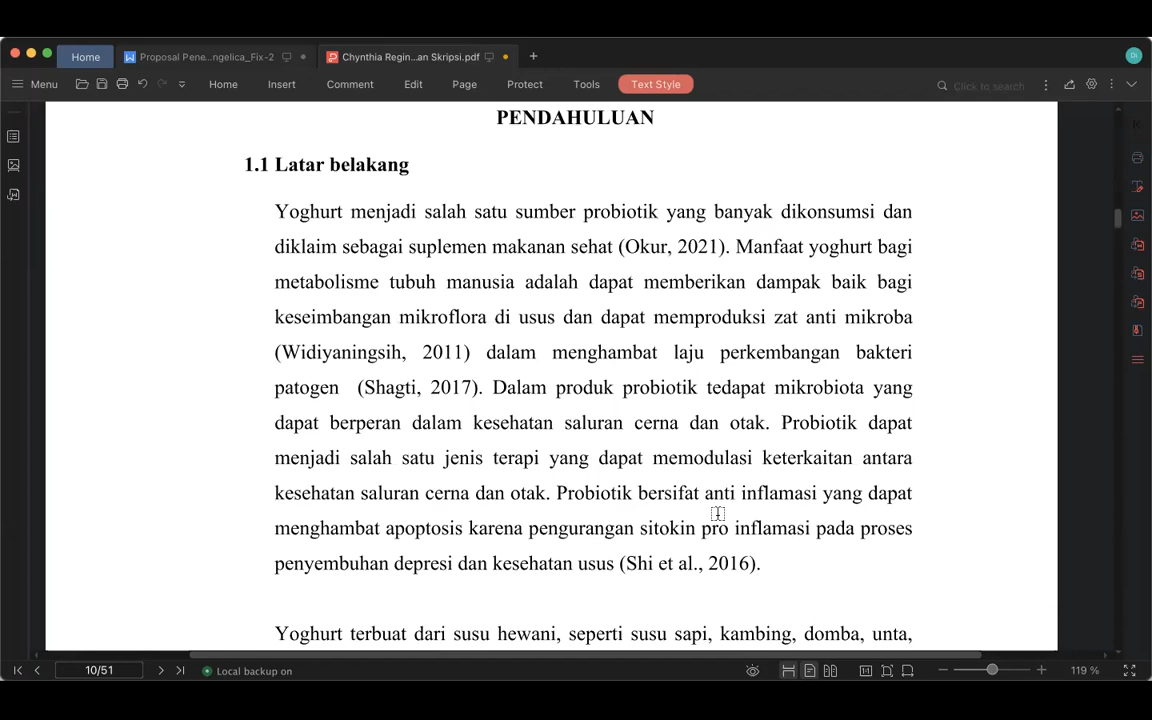 Home
Proposal Pene...ngelica_Fix-2
Chynthia Regin...an Skripsi.pdf
Di
Menu
Home
Insert
Comment
Edit
Page
Protect
Tools
Text Style
Click to search
PENDAHULUAN
1.1 Latar belakang
Yoghurt menjadi salah satu sumber probiotik yang banyak dikonsumsi dan
diklaim sebagai suplemen makanan sehat (Okur, 2021). Manfaat yoghurt bagi
metabolisme tubuh manusia adalah dapat memberikan dampak baik bagi
keseimbangan mikroflora di usus dan dapat memproduksi zat anti mikroba
(Widiyaningsih, 2011) dalam menghambat laju perkembangan bakteri
patogen (Shagti, 2017). Dalam produk probiotik tedapat mikrobiota yang
dapat berperan dalam kesehatan saluran cerna dan otak. Probiotik dapat
menjadi salah satu jenis terapi yang dapat memodulasi keterkaitan antara
kesehatan saluran cerna dan otak. Probiotik bersifat anti inflamasi yang dapat
menghambat apoptosis karena pengurangan sitokin pro inflamasi pada proses
penyembuhan depresi dan kesehatan usus (Shi et al., 2016).
Yoghurt terbuat dari susu hewani, seperti susu sapi, kambing, domba, unta,
10/51
Local backup on
119 %